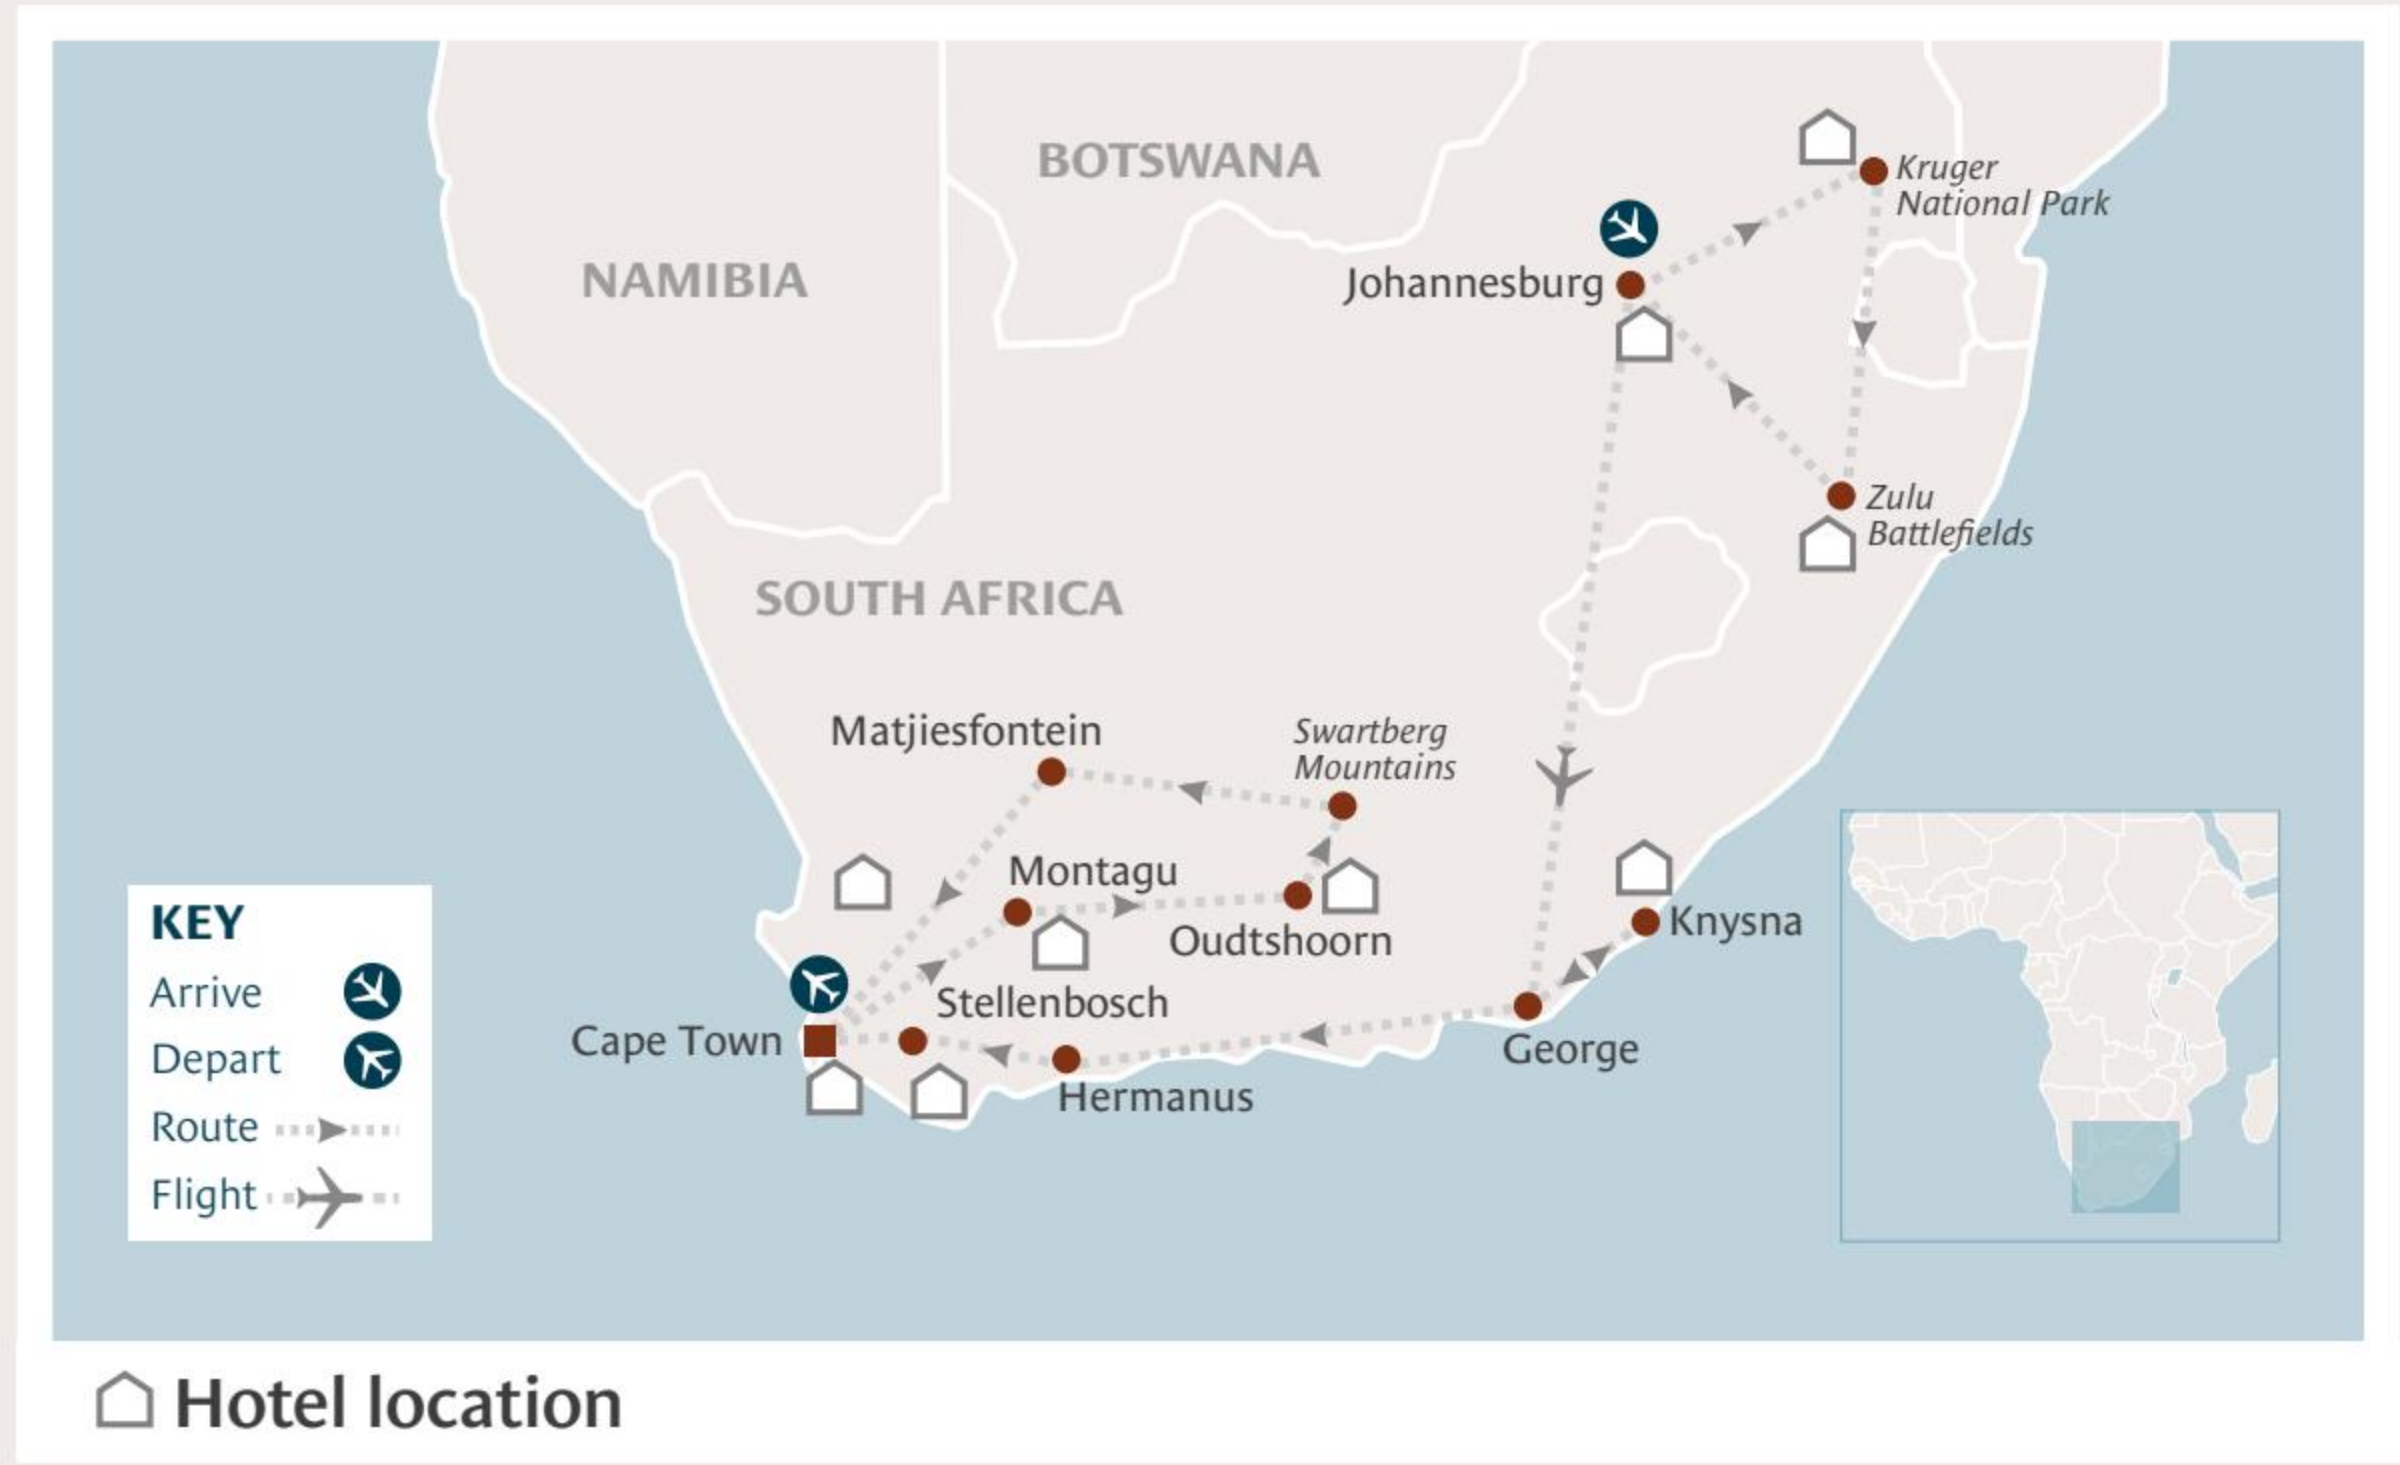 BOTSWANA
Kruger
National Park
NAMIBIA
Johannesburg
Zulu
Battlefields
SOUTH AFRICA
Matjiesfontein
Swartberg
Mountains
Montagu
Oudtshoorn
Knysna
Stellenbosch
Cape Town
George
Hermanus
KEY
Arrive
Depart
Route
Flight
Hotel location